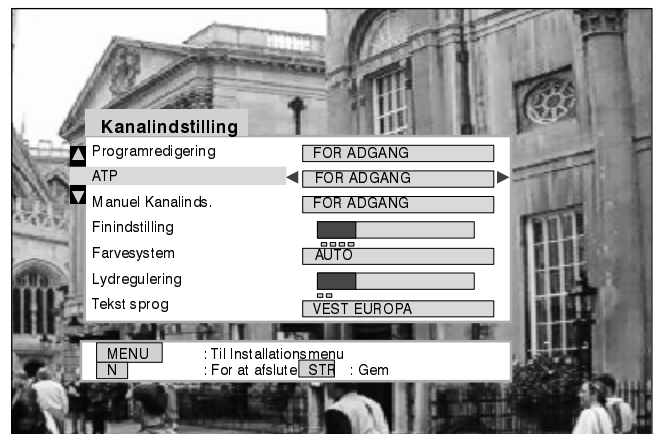 Kanalindstilling
Programredigering FOR ADGANG
ATP FOR ADGANG
Manuel Kanalinds. FOR ADGANG
Finindstilling
Farvesystem AUTO
Lydregulering
Tekst sprog VEST EUROPA
MENU : Til Installationsmenu
N : For at afslute STR : Gem